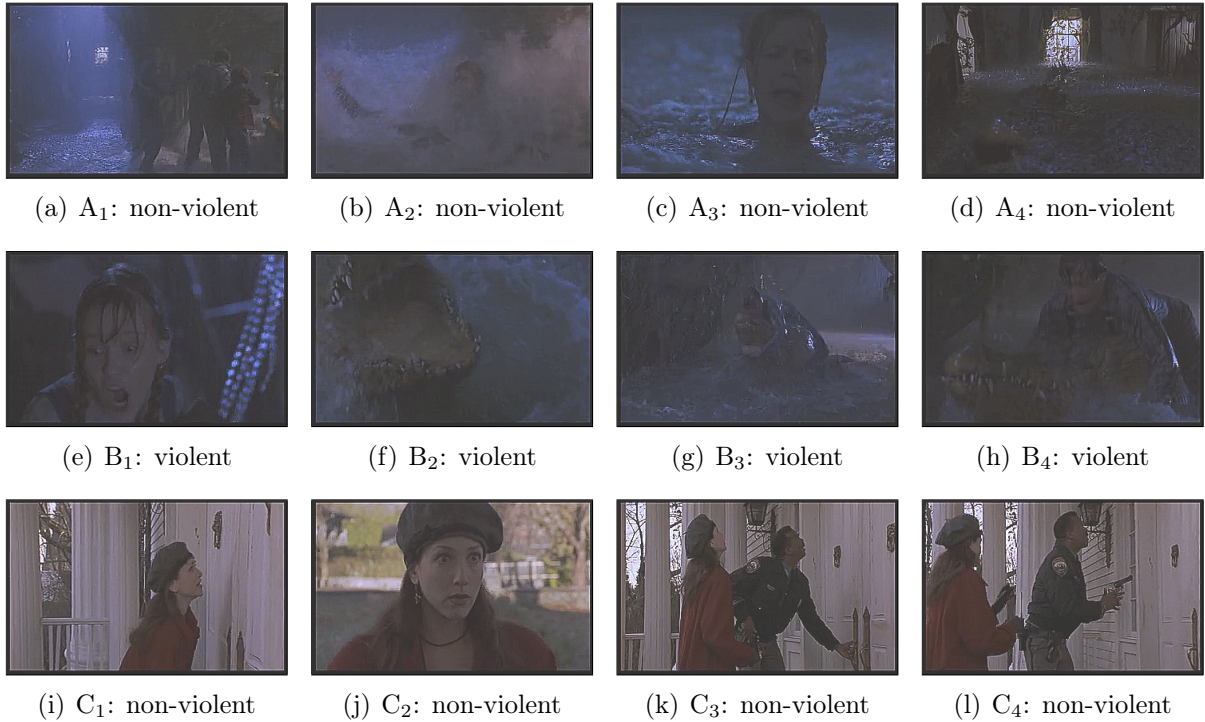 (a) A₁: non-violent
(b) A₂: non-violent
(c) A₃: non-violent
(d) A₄: non-violent
(e) B₁: violent
(f) B₂: violent
(g) B₃: violent
(h) B₄: violent
(i) C₁: non-violent
(j) C₂: non-violent
(k) C₃: non-violent
(l) C₄: non-violent